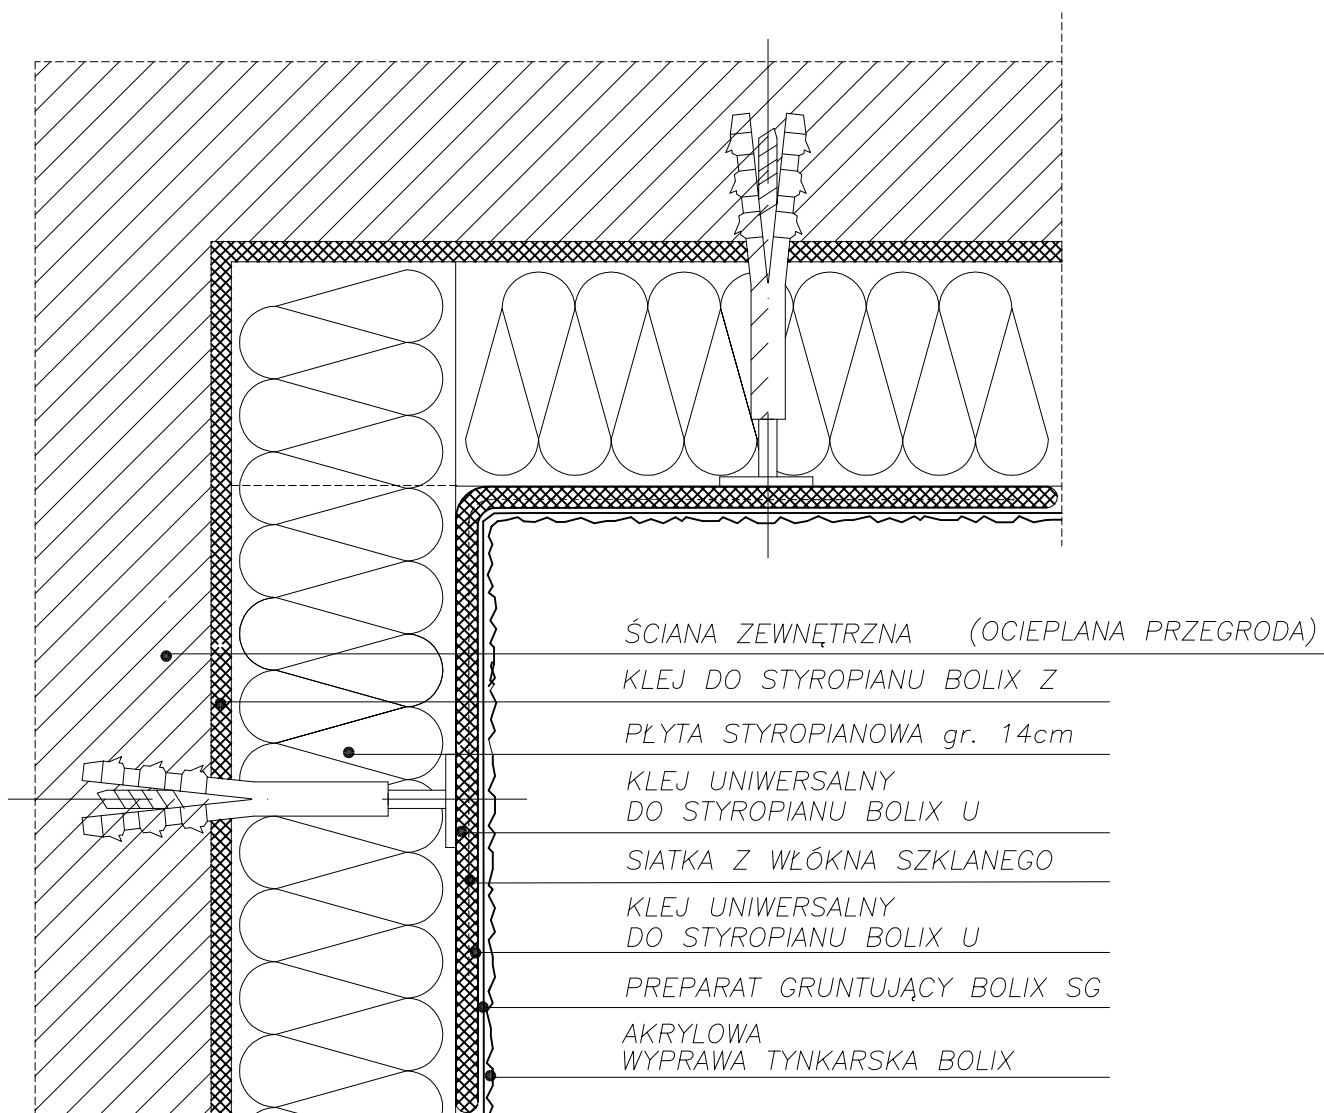 ŚCIANA ZEWNĘTRZNA (OCIEPLANA PRZEGRODA)
KLEJ DO STYROPIANU BOLIX Z
PŁYTA STYROPIANOWA gr. 14cm
KLEJ UNIWERSALNY
DO STYROPIANU BOLIX U
SIATKA Z WŁÓKNA SZKLANEGO
KLEJ UNIWERSALNY
DO STYROPIANU BOLIX U
PREPARAT GRUNTUJĄCY BOLIX SG
AKRYLOWA
WYPRAWA TYNKARSKA BOLIX